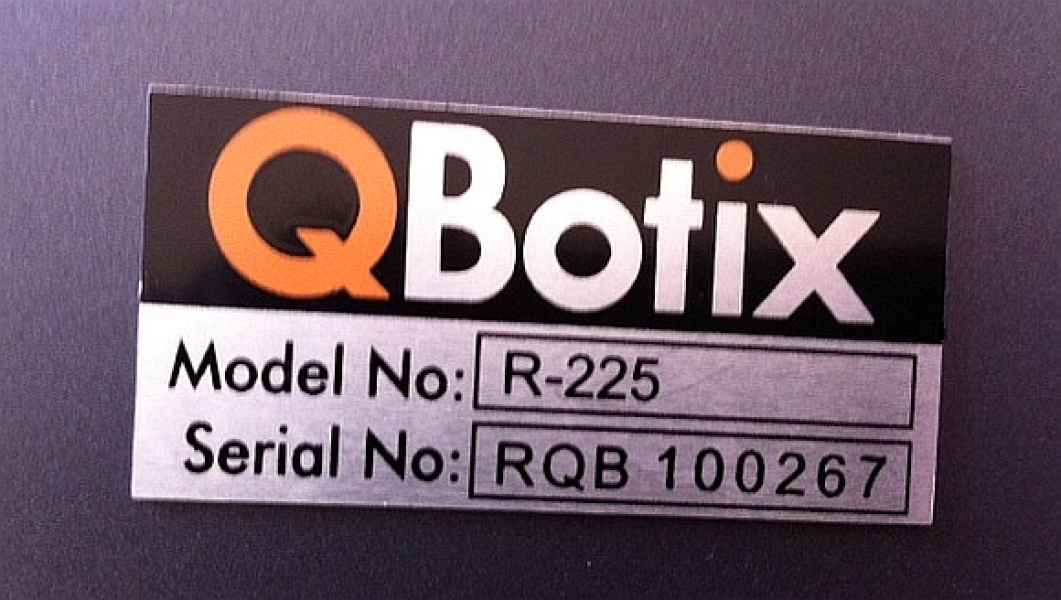 QBotix
Model No: R-225
Serial No: RQB 100267